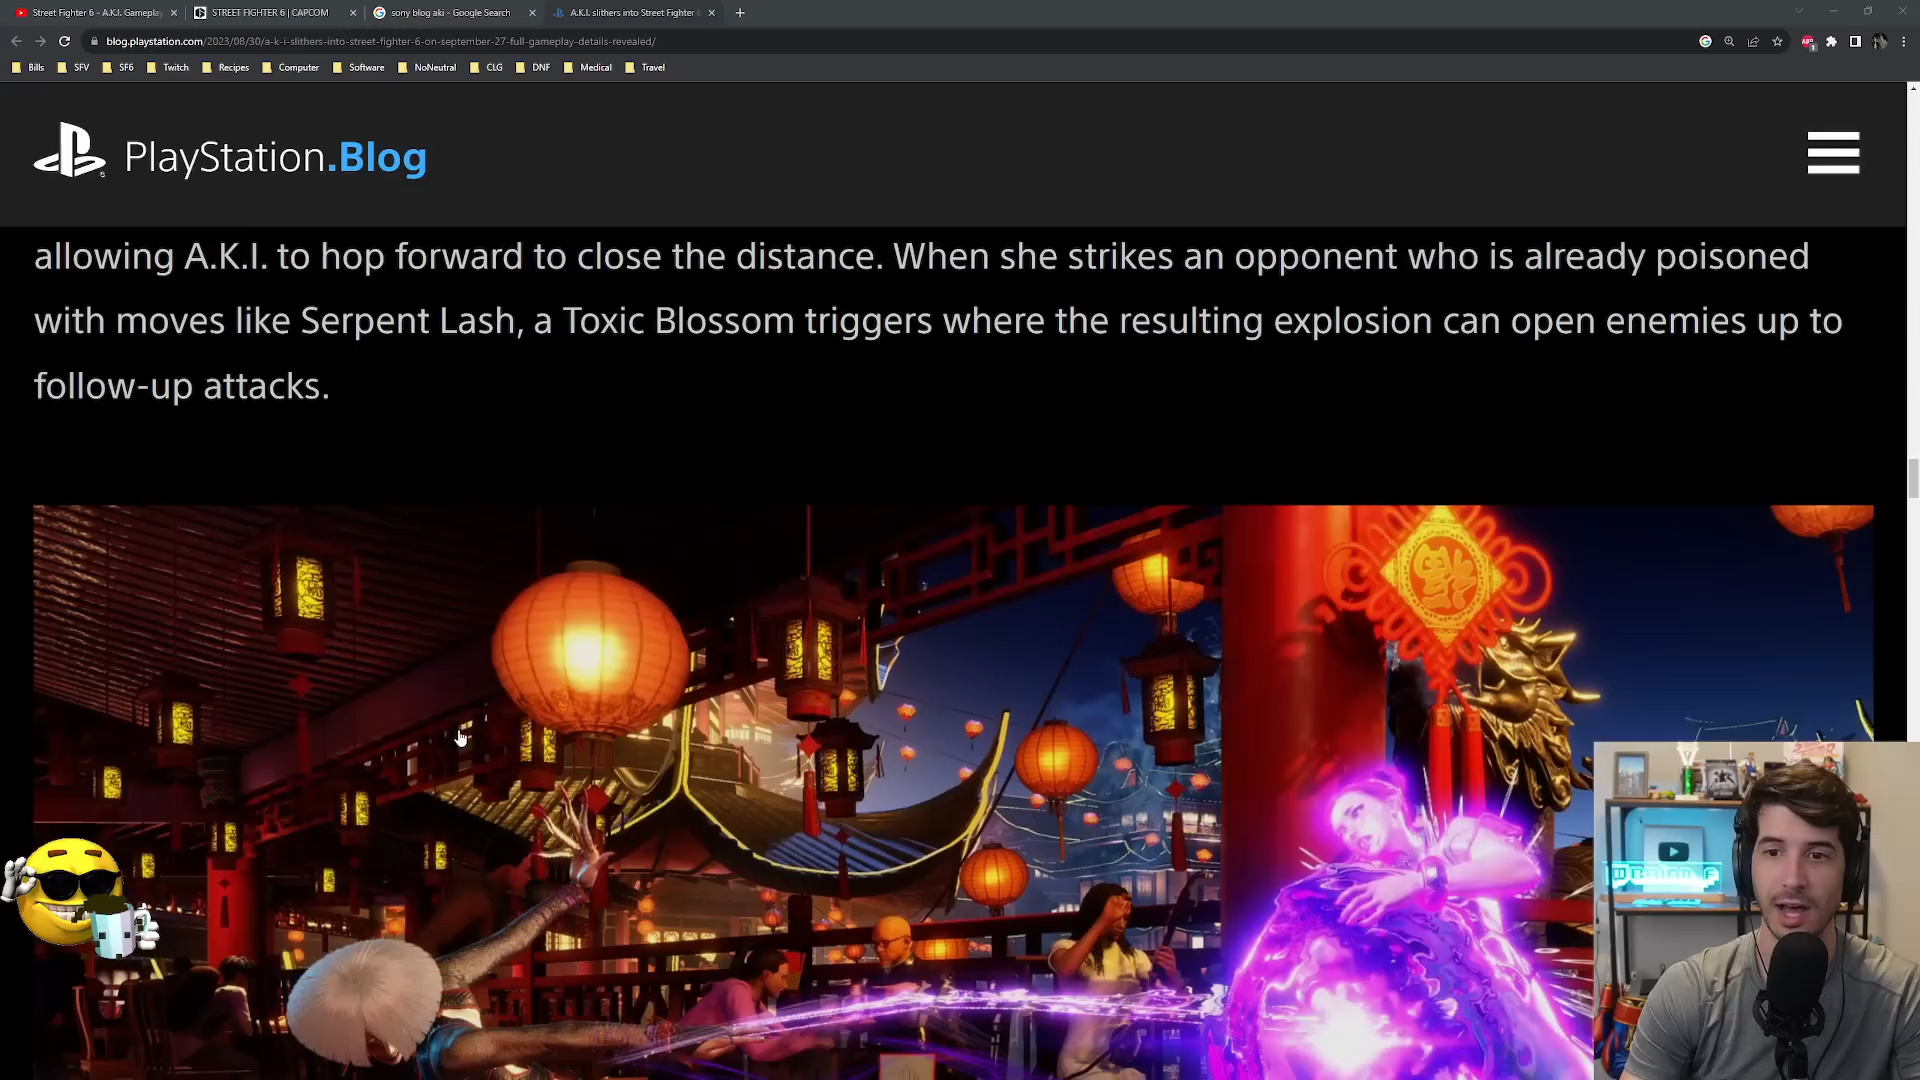 Street Fighter 6 - A.K.I. Gameplay
STREET FIGHTER 6 | CAPCOM
sony blog aki - Google Search
A.K.I. slithers into Street Fighter
blog.playstation.com/2023/08/30/a-k-i-slithers-into-street-fighter-6-on-september-27-full-gameplay-details-revealed/
Bills SFV SF6 Twitch Recipes Computer Software NoNeutral CLG DNF Medical Travel
PlayStation.Blog
allowing A.K.I. to hop forward to close the distance. When she strikes an opponent who is already poisoned
with moves like Serpent Lash, a Toxic Blossom triggers where the resulting explosion can open enemies up to
follow-up attacks.